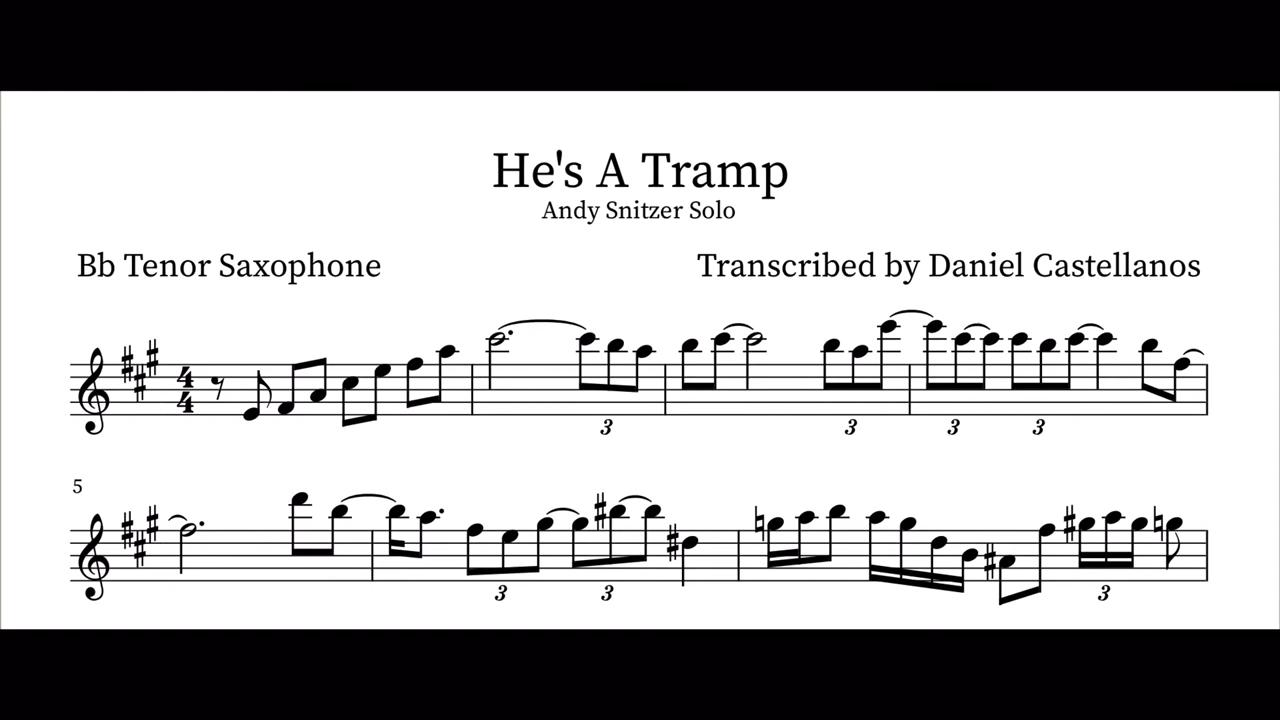 He's A Tramp
Andy Snitzer Solo
Bb Tenor Saxophone Transcribed by Daniel Castellanos
4
4
3 3 3 3
5
3 3 3